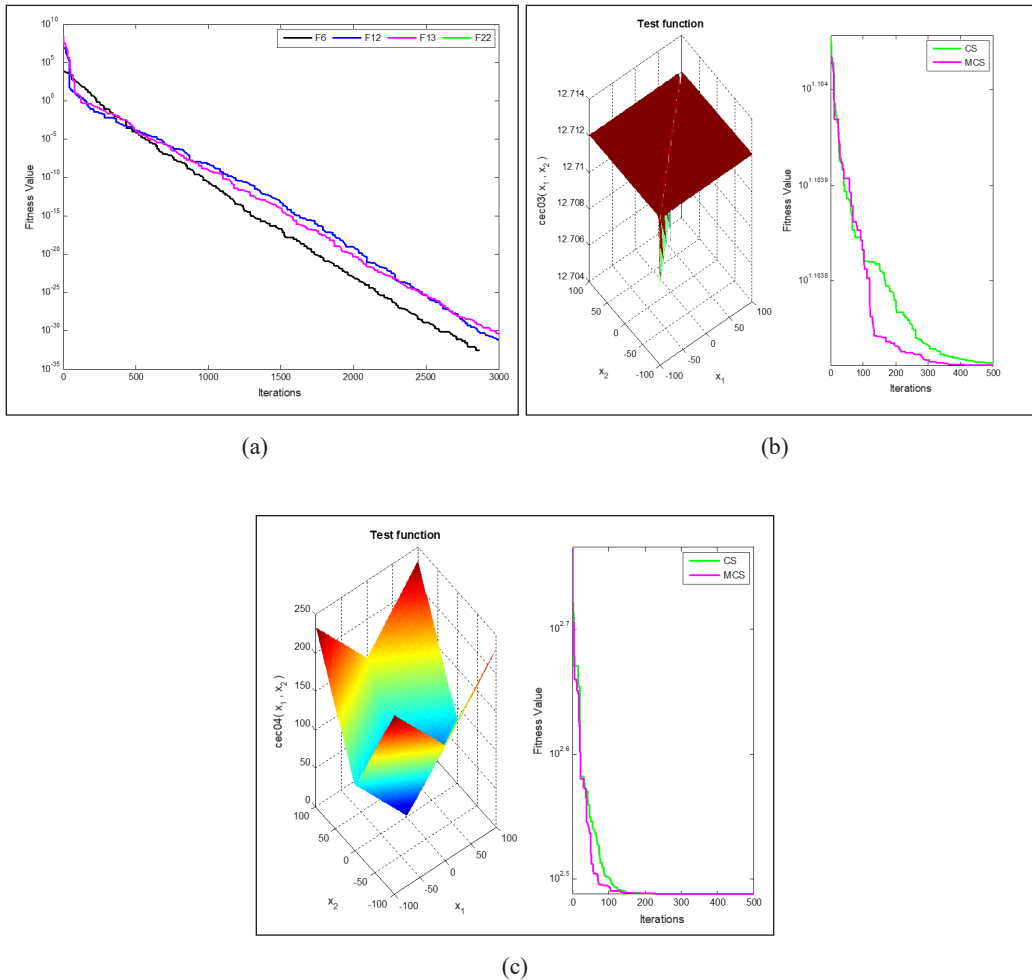 F6 F12 F13 F22
10^10
10^5
10^0
10^-5
10^-10
10^-15
10^-20
10^-25
10^-30
10^-35
Fitness Value
0 500 1000 1500 2000 2500 3000
Iterations
(a)
Test function
12.714
12.712
12.71
12.708
12.706
12.704
cec03( x1 , x2 )
100
50
0
-50
-100
x2
-100
-50
0
50
100
x1
CS
MCS
10^1.104
10^1.1039
10^1.1038
Fitness Value
0 100 200 300 400 500
Iterations
(b)
Test function
250
200
150
100
50
0
cec04( x1 , x2 )
100
50
0
-50
-100
x2
-100
-50
0
50
100
x1
CS
MCS
10^2.7
10^2.6
10^2.5
Fitness Value
0 100 200 300 400 500
Iterations
(c)